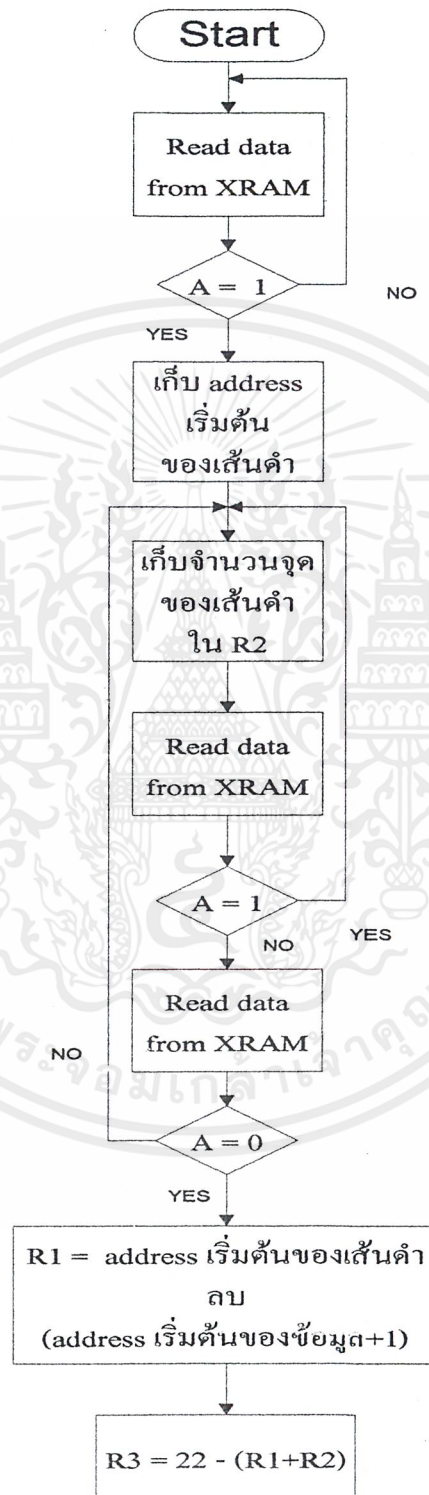 Start
Read data
from XRAM
A = 1
NO
YES
เก็บ address
เริ่มต้น
ของเส้นดำ
เก็บจำนวนจุด
ของเส้นดำ
ใน R2
Read data
from XRAM
A = 1
YES
NO
Read data
from XRAM
NO
A = 0
YES
R1 = address เริ่มต้นของเส้นดำ
ลบ
(address เริ่มต้นของข้อมูล+1)
R3 = 22 - (R1+R2)